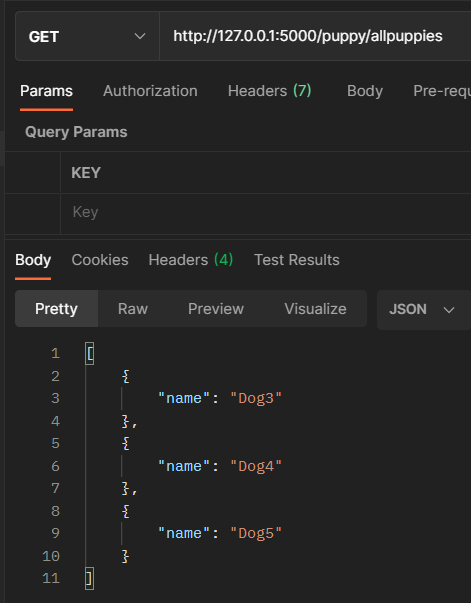 GET http://127.0.0.1:5000/puppy/allpuppies
Params Authorization Headers (7) Body Pre-requ
Query Params
KEY
Key
Body Cookies Headers (4) Test Results
Pretty Raw Preview Visualize JSON
1 [
2 {
3 "name": "Dog3"
4 },
5 {
6 "name": "Dog4"
7 },
8 {
9 "name": "Dog5"
10 }
11 ]